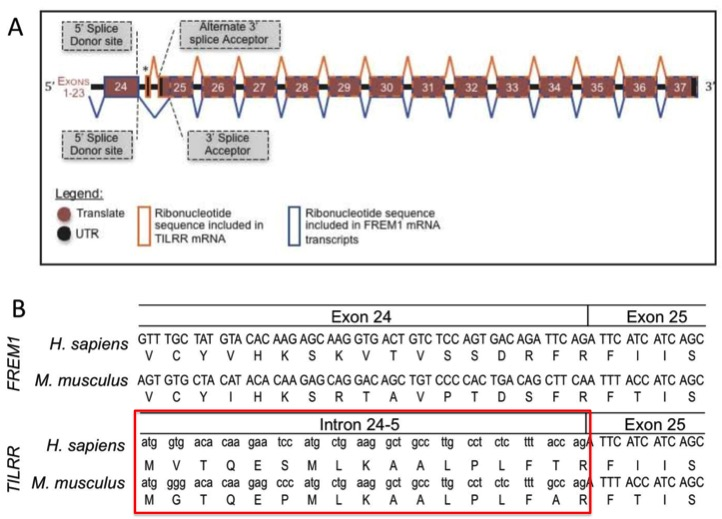 A
5′ Splice
Donor site
Alternate 3′
splice Acceptor
*
5′ EXONS
1-23
24 25 26 27 28 29 30 31 32 33 34 35 36 37 3′
5′ Splice
Donor site
3′ Splice
Acceptor
Legend:
Translate
UTR
Ribonucleotide
sequence included in
TILRR mRNA
Ribonucleotide sequence
included in FREM1 mRNA
transcripts
B
Exon 24 Exon 25
FREM1
H. sapiens GTT TGC TAT GTA CAC AAG AGC AAG GTG ACT GTC TCC AGT GAC AGA TTC AGA TTC ATC ATC AGC
V C Y V H K S K V T V S S D R F R F I I S
M. musculus AGT GTG CTA CAT ACA CAA GAG CAG GAC AGC TGT CCC CAC TGA CAG CTT CAA TTT ACC ATC AGC
V C Y I H K S R T A V P T D S F R F T I S
Intron 24-5 Exon 25
TILRR
H. sapiens atg gtg aca caa gaa tcc atg ctg aag gct gcc ttg cct ctc ttt acc agA TTC ATC ATC AGC
M V T Q E S M L K A A L P L F T R F I I S
M. musculus atg ggg aca caa gag ccc atg ctg aag gct gcc ttg cct ctc ttt gcc agA TTT ACC ATC AGC
M G T Q E P M L K A A L P L F A R F T I S